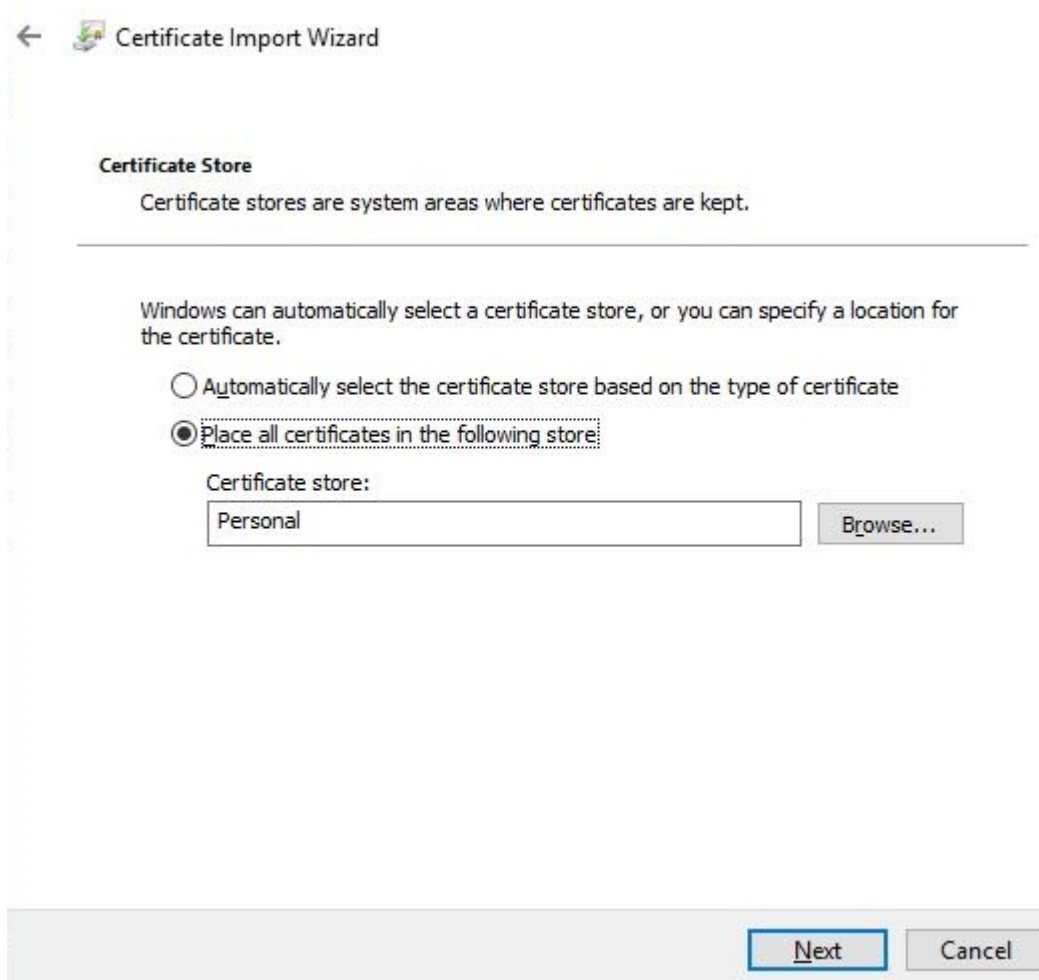 Certificate Import Wizard
Certificate Store
Certificate stores are system areas where certificates are kept.
Windows can automatically select a certificate store, or you can specify a location for
the certificate.
Automatically select the certificate store based on the type of certificate
Place all certificates in the following store
Certificate store:
Personal
Browse...
Next
Cancel